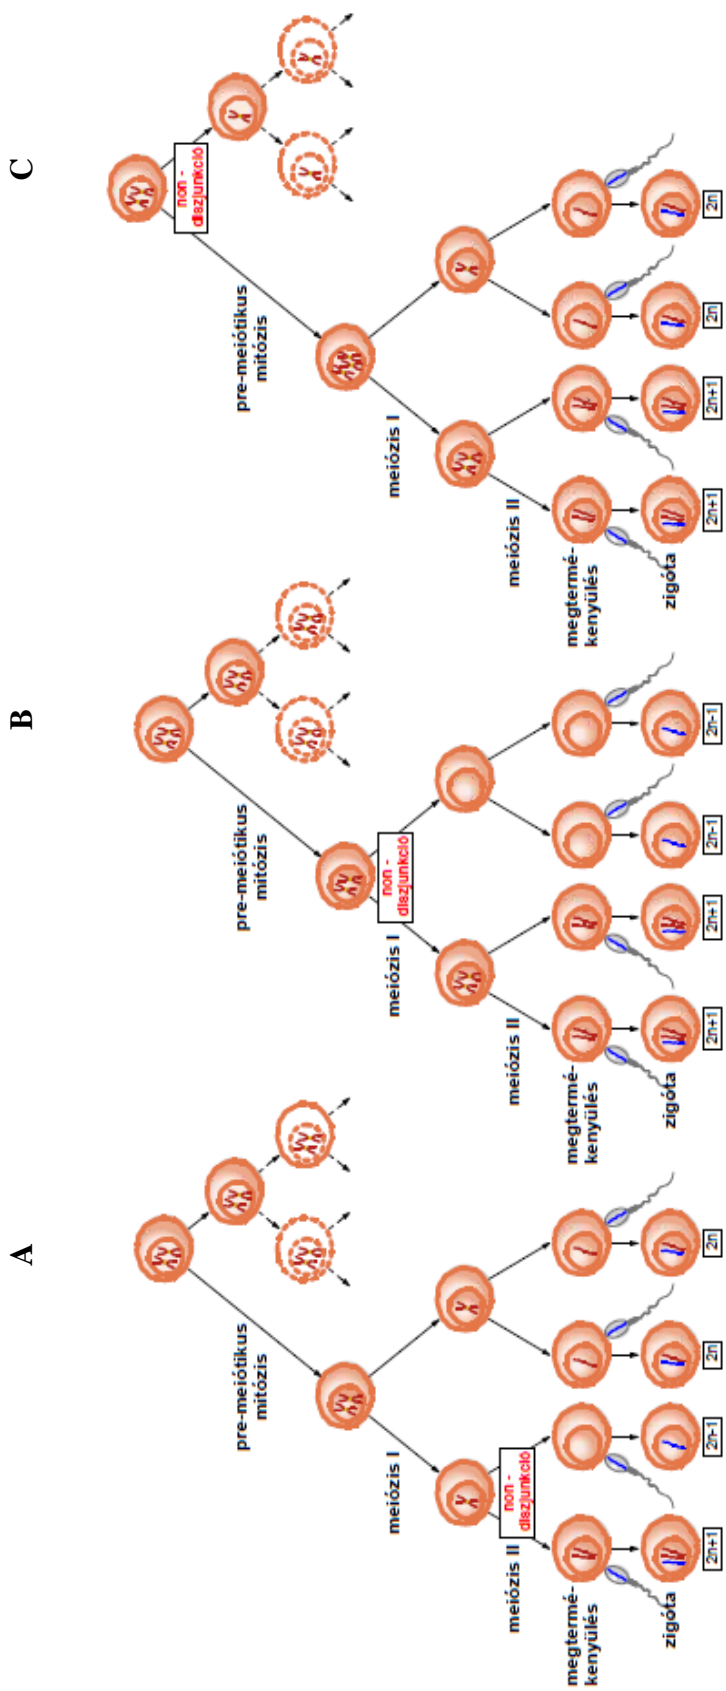 A
pre-meiótikus
mitózis
meiózis I
non -
diszjunkció
meiózis II
megtermé-
kenyülés
zigóta
2n+1
2n-1
2n
2n
B
pre-meiótikus
mitózis
non -
diszjunkció
meiózis I
meiózis II
megtermé-
kenyülés
zigóta
2n+1
2n+1
2n-1
2n-1
C
non -
diszjunkció
pre-meiótikus
mitózis
meiózis I
meiózis II
megtermé-
kenyülés
zigóta
2n+1
2n+1
2n
2n